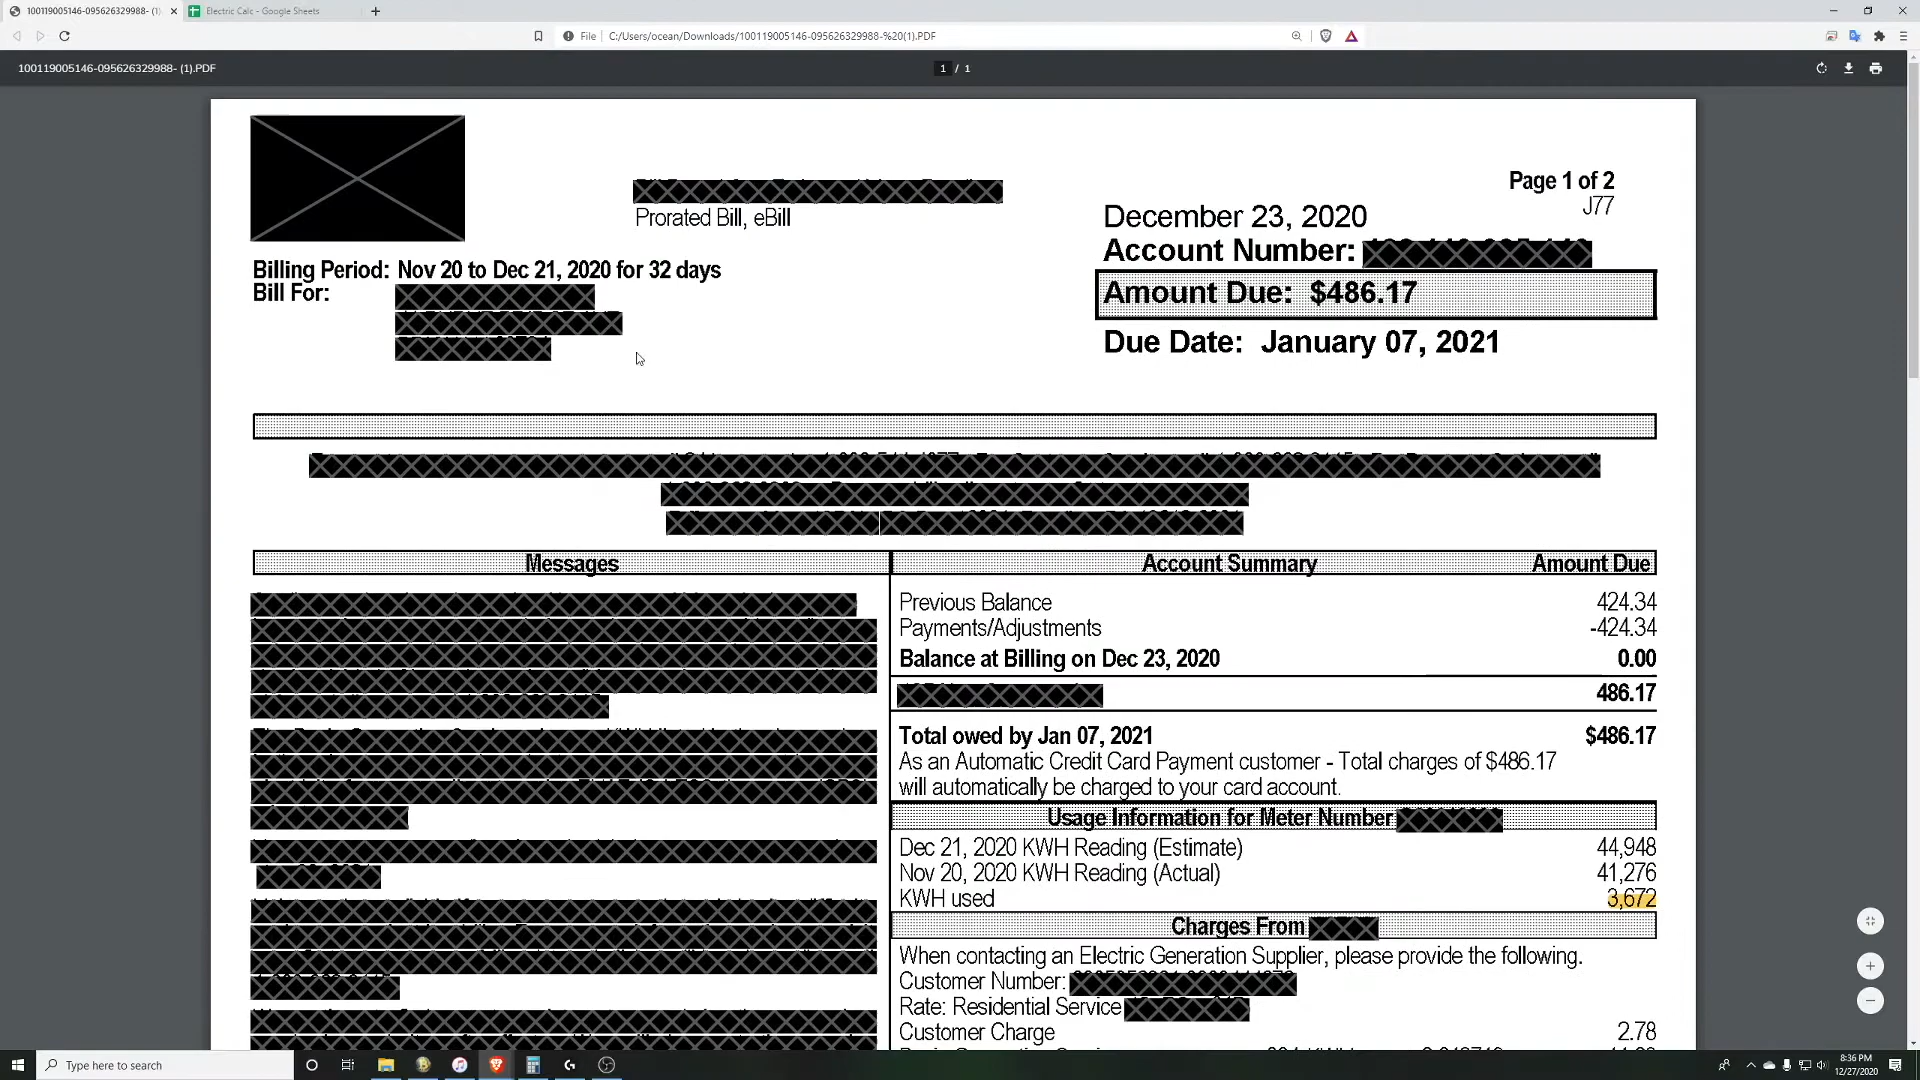 100119005146-095626329988- (1)
Electric Calc - Google Sheets
File
C:/Users/ocean/Downloads/100119005146-095626329988-%20(1).PDF
100119005146-095626329988- (1).PDF
1 / 1
Page 1 of 2
J77
Prorated Bill, eBill
December 23, 2020
Account Number:
Billing Period: Nov 20 to Dec 21, 2020 for 32 days
Bill For:
Amount Due: $486.17
Due Date: January 07, 2021
Messages
Account Summary Amount Due
Previous Balance 424.34
Payments/Adjustments -424.34
Balance at Billing on Dec 23, 2020 0.00
486.17
Total owed by Jan 07, 2021 $486.17
As an Automatic Credit Card Payment customer - Total charges of $486.17
will automatically be charged to your card account.
Usage Information for Meter Number
Dec 21, 2020 KWH Reading (Estimate) 44,948
Nov 20, 2020 KWH Reading (Actual) 41,276
KWH used 3,672
Charges From
When contacting an Electric Generation Supplier, please provide the following.
Customer Number:
Rate: Residential Service
Customer Charge 2.78
Type here to search
8:36 PM
12/27/2020